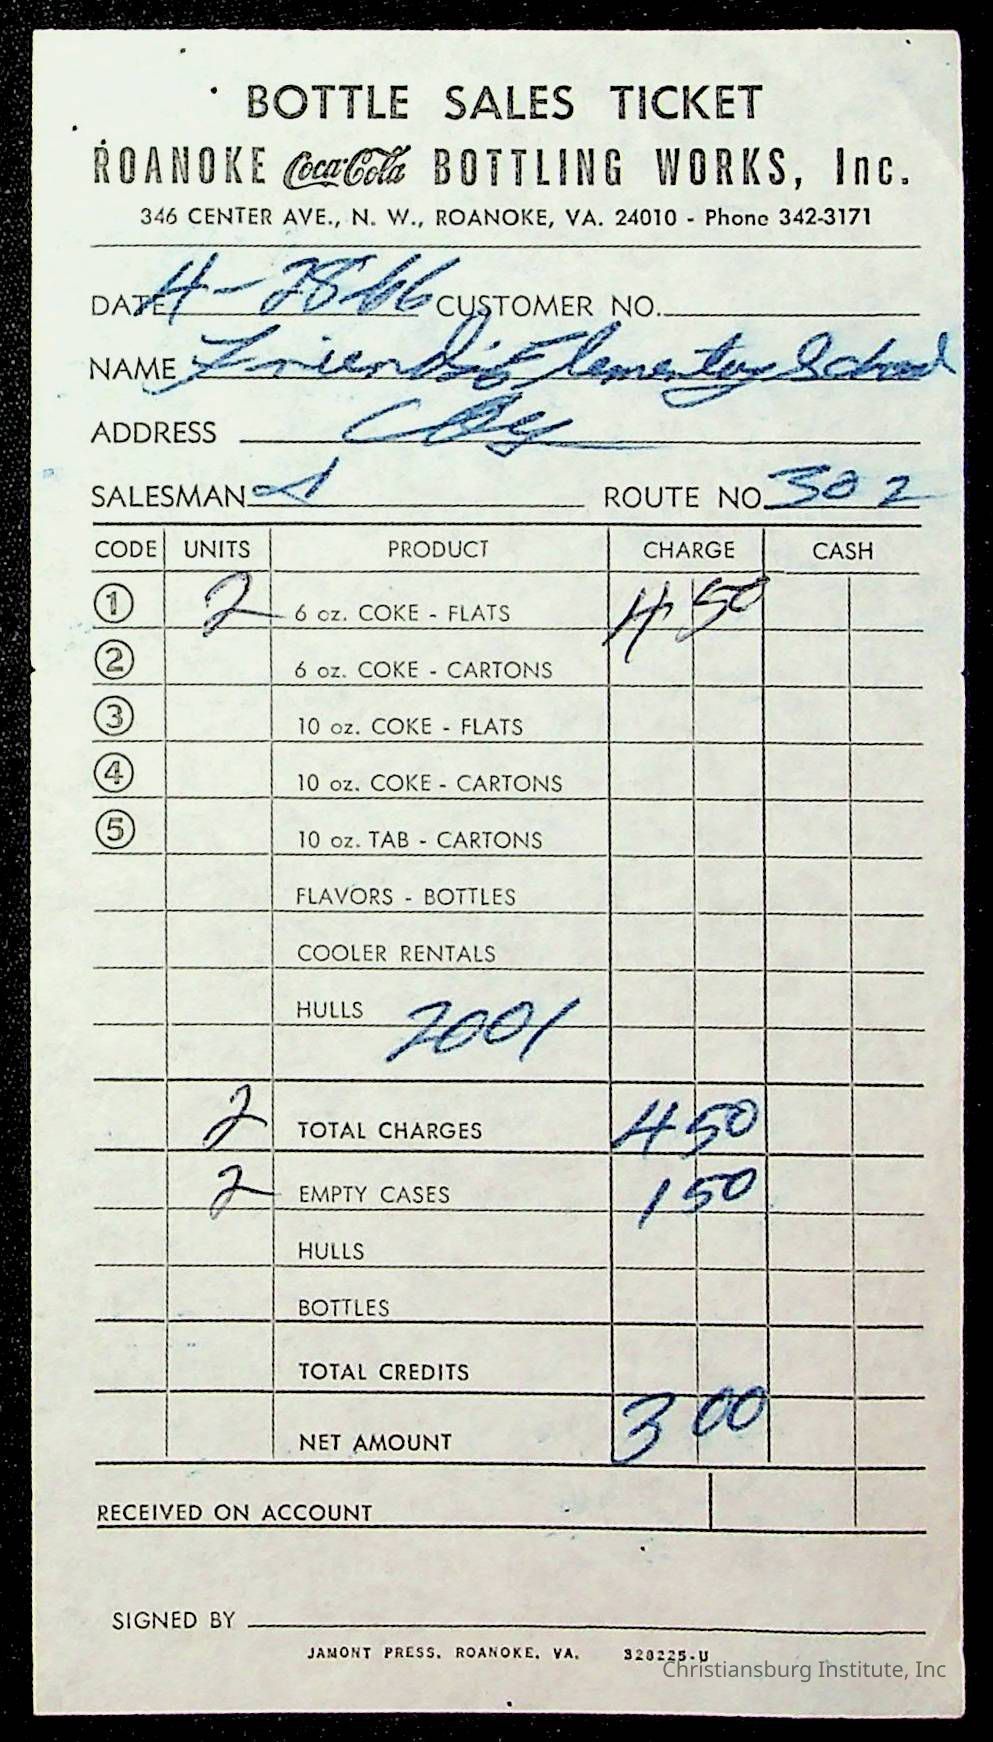 BOTTLE SALES TICKET
ROANOKE Coca-Cola BOTTLING WORKS, Inc.
346 CENTER AVE., N. W., ROANOKE, VA. 24010 - Phone 342-3171
DATE 4-28-66 CUSTOMER NO.
NAME Friends Elementary School
ADDRESS City
SALESMAN ROUTE NO. 302
CODE UNITS PRODUCT CHARGE CASH
1 2 6 oz. COKE - FLATS 4 50
2 6 oz. COKE - CARTONS
3 10 oz. COKE - FLATS
4 10 oz. COKE - CARTONS
5 10 oz. TAB - CARTONS
FLAVORS - BOTTLES
COOLER RENTALS
HULLS 2001
2 TOTAL CHARGES 4 50
2 EMPTY CASES 1 50
HULLS
BOTTLES
TOTAL CREDITS
NET AMOUNT 3 00
RECEIVED ON ACCOUNT
SIGNED BY
JAMONT PRESS, ROANOKE, VA. 328225-U
Christiansburg Institute, Inc